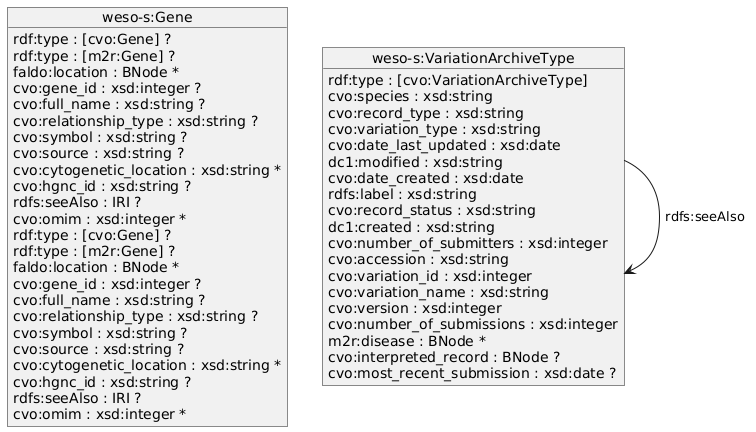 weso-s:Gene
rdf:type : [cvo:Gene] ?
rdf:type : [m2r:Gene] ?
faldo:location : BNode *
cvo:gene_id : xsd:integer ?
cvo:full_name : xsd:string ?
cvo:relationship_type : xsd:string ?
cvo:symbol : xsd:string ?
cvo:source : xsd:string ?
cvo:cytogenetic_location : xsd:string *
cvo:hgnc_id : xsd:string ?
rdfs:seeAlso : IRI ?
cvo:omim : xsd:integer *
rdf:type : [cvo:Gene] ?
rdf:type : [m2r:Gene] ?
faldo:location : BNode *
cvo:gene_id : xsd:integer ?
cvo:full_name : xsd:string ?
cvo:relationship_type : xsd:string ?
cvo:symbol : xsd:string ?
cvo:source : xsd:string ?
cvo:cytogenetic_location : xsd:string *
cvo:hgnc_id : xsd:string ?
rdfs:seeAlso : IRI ?
cvo:omim : xsd:integer *
weso-s:VariationArchiveType
rdf:type : [cvo:VariationArchiveType]
cvo:species : xsd:string
cvo:record_type : xsd:string
cvo:variation_type : xsd:string
cvo:date_last_updated : xsd:date
dc1:modified : xsd:string
cvo:date_created : xsd:date
rdfs:label : xsd:string
cvo:record_status : xsd:string
dc1:created : xsd:string
cvo:number_of_submitters : xsd:integer
cvo:accession : xsd:string
cvo:variation_id : xsd:integer
cvo:variation_name : xsd:string
cvo:version : xsd:integer
cvo:number_of_submissions : xsd:integer
m2r:disease : BNode *
cvo:interpreted_record : BNode ?
cvo:most_recent_submission : xsd:date ?
rdfs:seeAlso